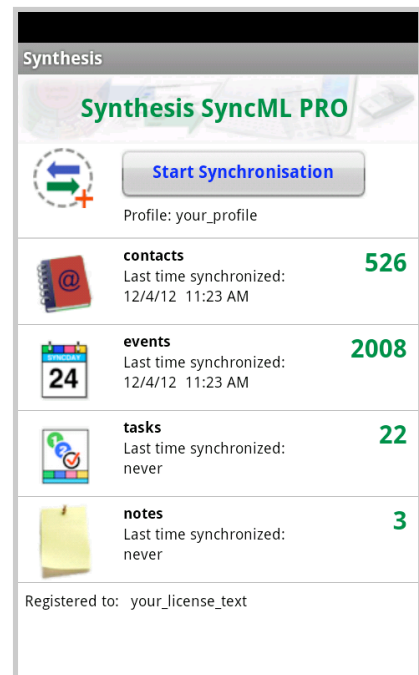 Synthesis
Synthesis SyncML PRO
Start Synchronisation
Profile: your_profile
contacts
526
Last time synchronized:
12/4/12 11:23 AM
@
events
2008
Last time synchronized:
12/4/12 11:23 AM
SYNCDAY
24
tasks
22
Last time synchronized:
never
1
2
notes
3
Last time synchronized:
never
Registered to: your_license_text